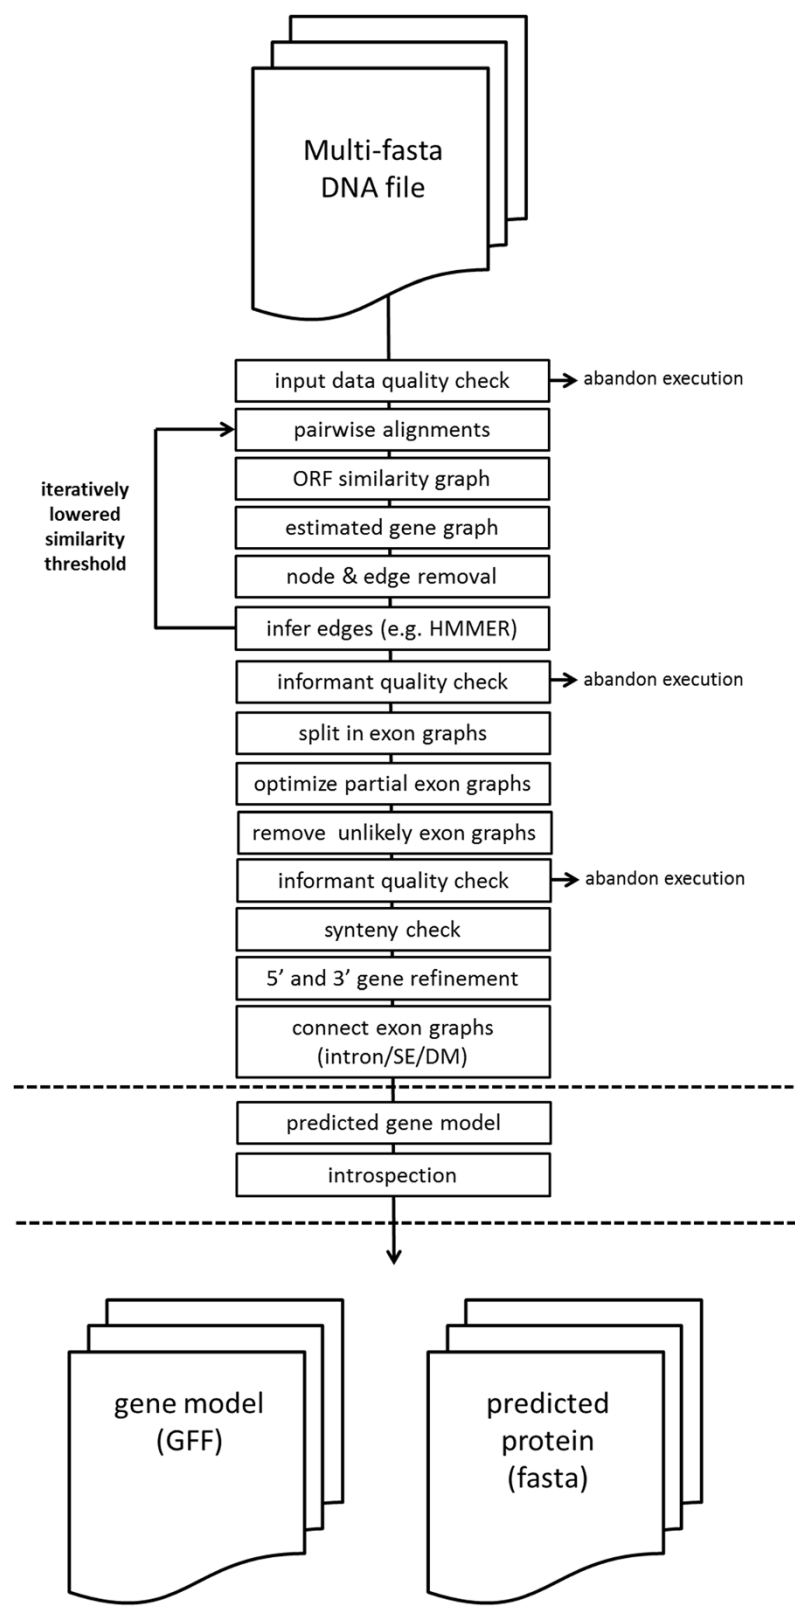 Multi-fasta
DNA file
input data quality check
abandon execution
pairwise alignments
iteratively
lowered
similarity
threshold
ORF similarity graph
estimated gene graph
node & edge removal
infer edges (e.g. HMMER)
informant quality check
abandon execution
split in exon graphs
optimize partial exon graphs
remove  unlikely exon graphs
informant quality check
abandon execution
synteny check
5’ and 3’ gene refinement
connect exon graphs
(intron/SE/DM)
predicted gene model
introspection
gene model
(GFF)
predicted
protein
(fasta)